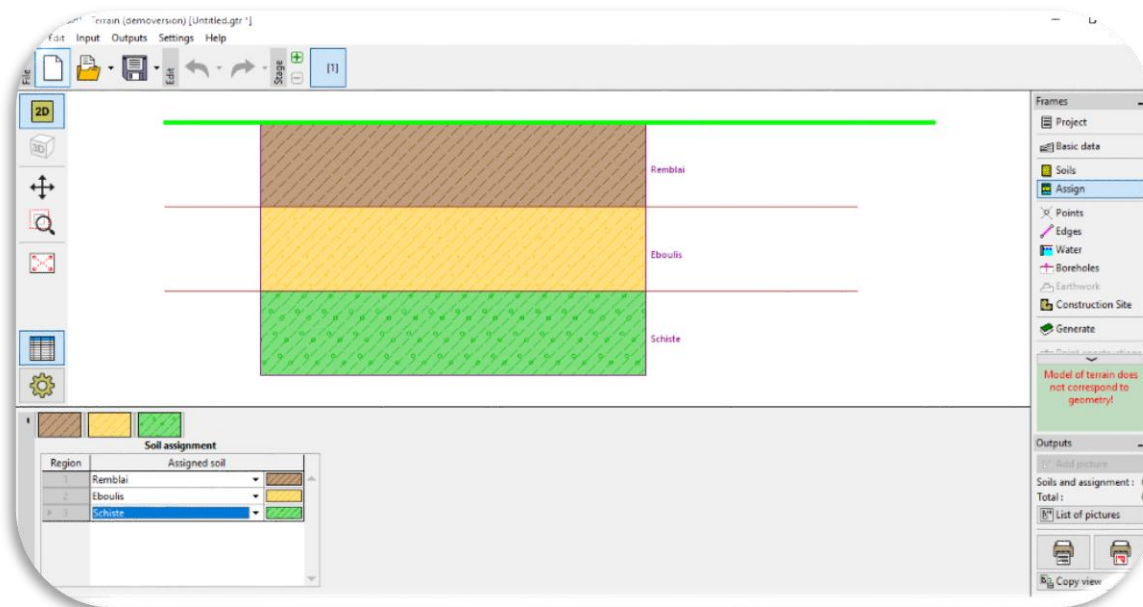 Terrain (demoversion) [Untitled.gtr *]
Edit Input Outputs Settings Help
File
Edit
Stage
[1]
2D
3D
Remblai
Eboulis
Schiste
Frames
Project
Basic data
Soils
Assign
Points
Edges
Water
Boreholes
Earthwork
Construction Site
Generate
Model of terrain does
not correspond to
geometry!
Outputs
Add picture
Soils and assignment :
Total :
List of pictures
Copy view
Soil assignment
Region Assigned soil
1 Remblai
2 Eboulis
3 Schiste